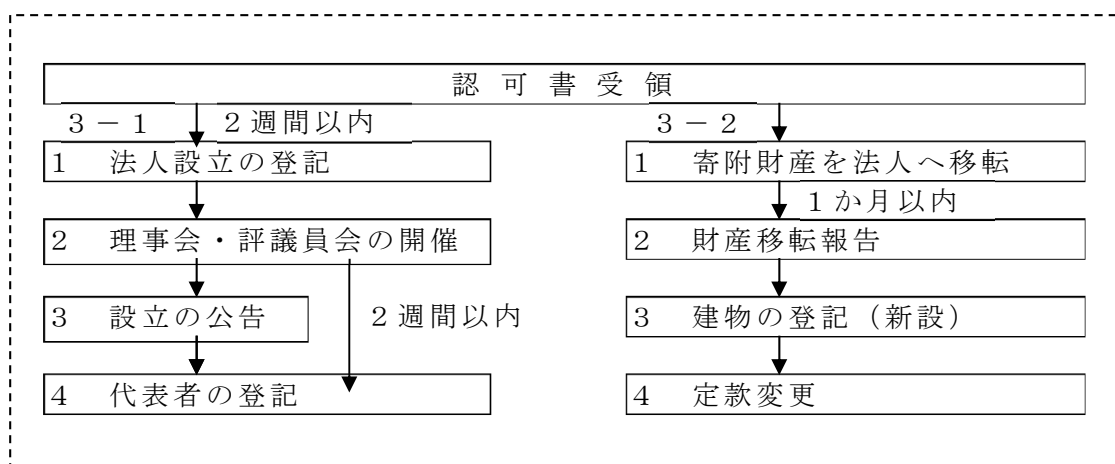 認可書受領
３－１ ２週間以内
１ 法人設立の登記
２ 理事会・評議員会の開催
３ 設立の公告
２週間以内
４ 代表者の登記
３－２
１ 寄附財産を法人へ移転
１か月以内
２ 財産移転報告
３ 建物の登記（新設）
４ 定款変更